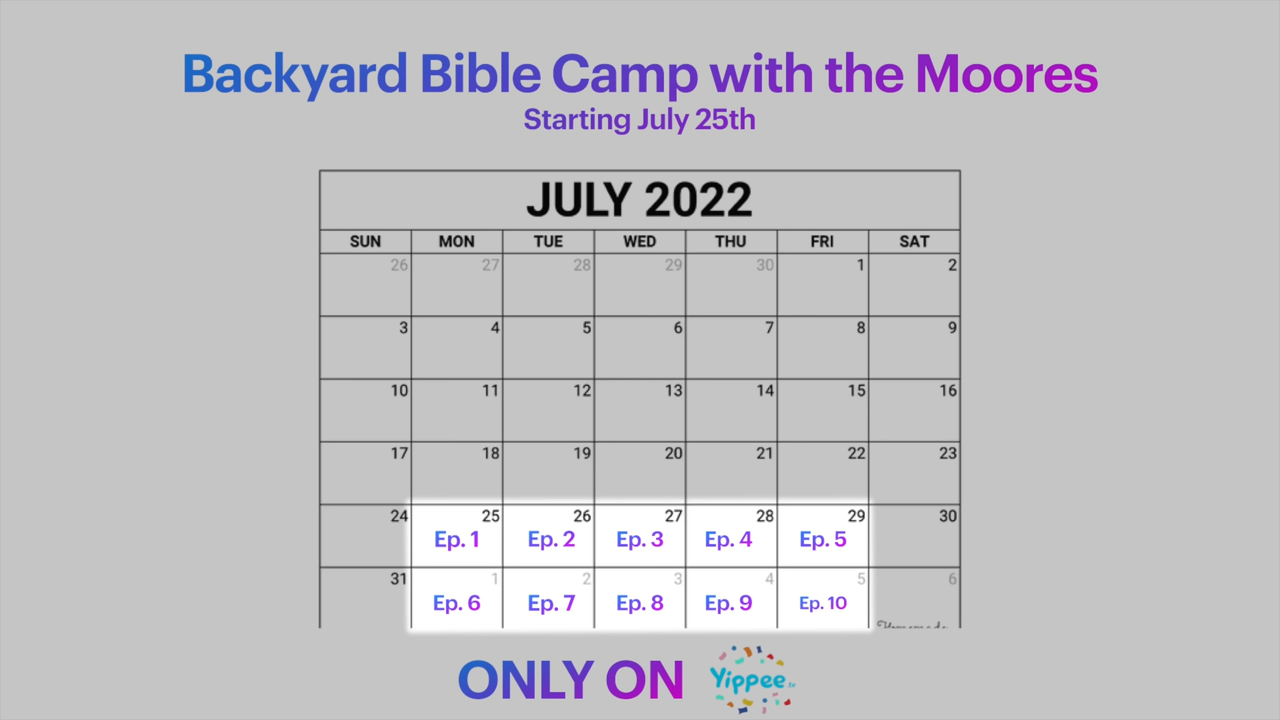 Backyard Bible Camp with the Moores
Starting July 25th
JULY 2022
SUN MON TUE WED THU FRI SAT
26 27 28 29 30 1 2
3 4 5 6 7 8 9
10 11 12 13 14 15 16
17 18 19 20 21 22 23
24 25 26 27 28 29 30
Ep. 1 Ep. 2 Ep. 3 Ep. 4 Ep. 5
31 1 2 3 4 5 6
Ep. 6 Ep. 7 Ep. 8 Ep. 9 Ep. 10
ONLY ON Yippee tv